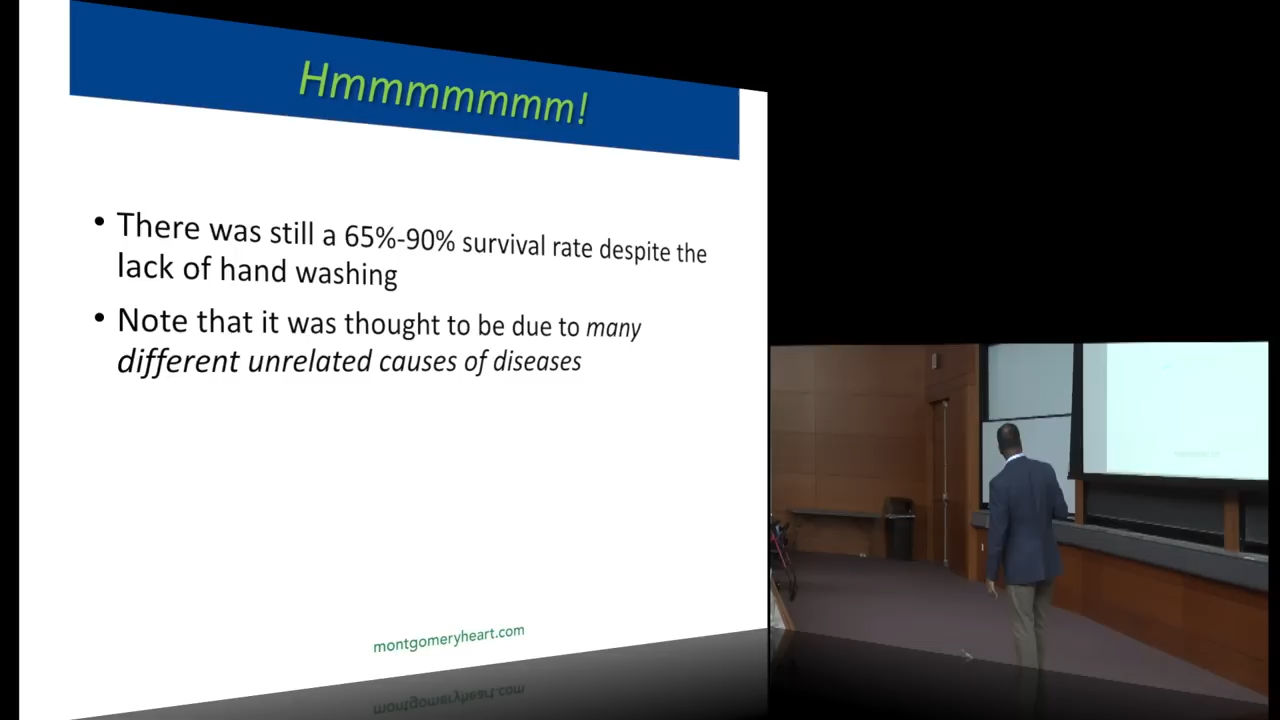 Hmmmmmmm!
• There was still a 65%-90% survival rate despite the
lack of hand washing
• Note that it was thought to be due to many
different unrelated causes of diseases
montgomeryheart.com